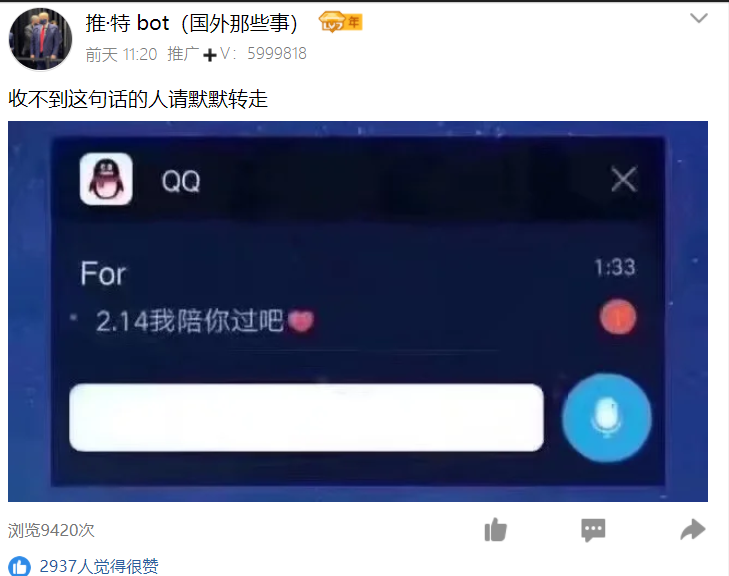 推·特 bot（国外那些事） LV7 年
前天 11:20 推广➕V：5999818
收不到这句话的人请默默转走
QQ
For 1:33
2.14我陪你过吧❤ 1
浏览9420次
2937人觉得很赞